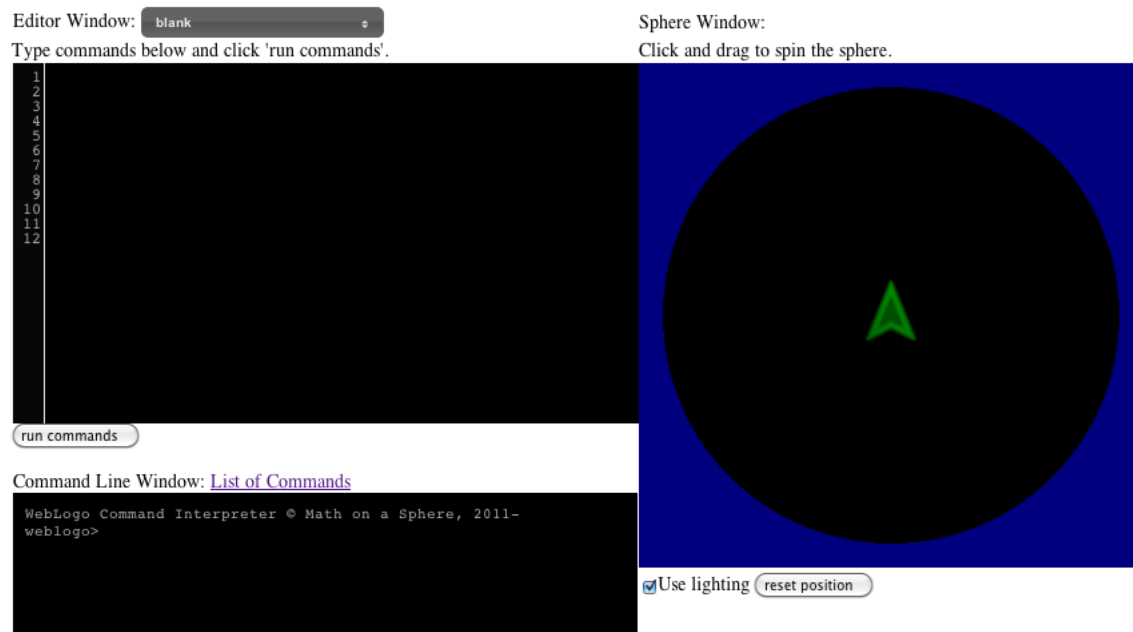 Editor Window: blank
Type commands below and click 'run commands'.
1
2
3
4
5
6
7
8
9
10
11
12
run commands
Command Line Window: List of Commands
WebLogo Command Interpreter © Math on a Sphere, 2011-
weblogo>
Sphere Window:
Click and drag to spin the sphere.
Use lighting reset position